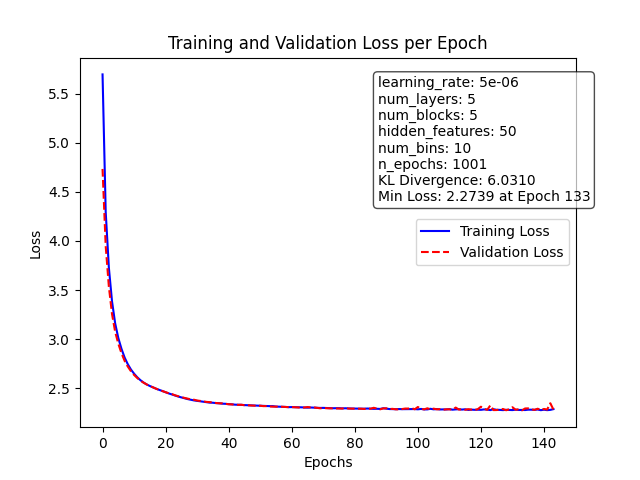 Training and Validation Loss per Epoch
learning_rate: 5e-06
num_layers: 5
num_blocks: 5
hidden_features: 50
num_bins: 10
n_epochs: 1001
KL Divergence: 6.0310
Min Loss: 2.2739 at Epoch 133
Training Loss
Validation Loss
Loss
5.5
5.0
4.5
4.0
3.5
3.0
2.5
0 20 40 60 80 100 120 140
Epochs